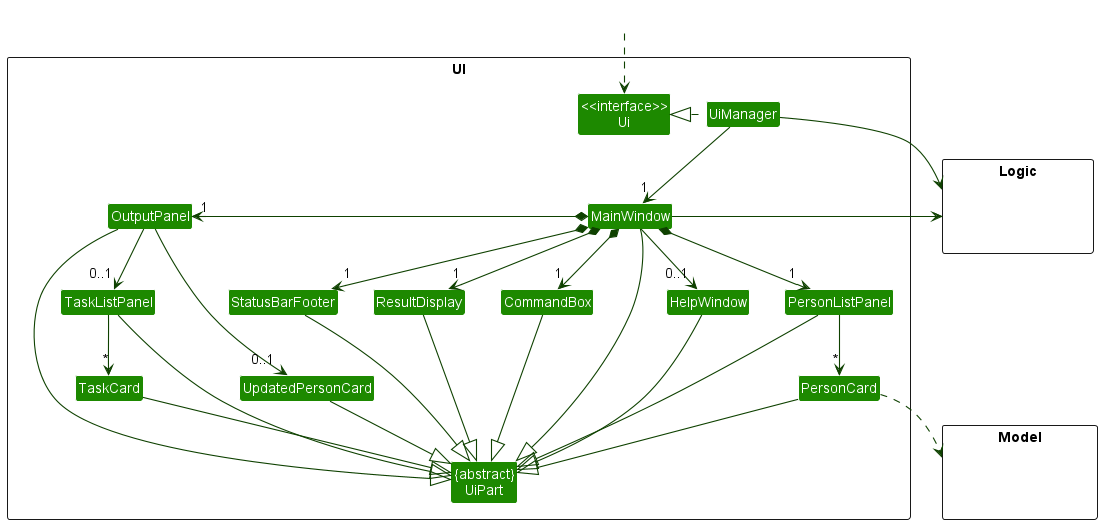 UI
<<interface>>
Ui
UiManager
Logic
1
1
OutputPanel
MainWindow
0..1
1
1
1
0..1
1
TaskListPanel
StatusBarFooter
ResultDisplay
CommandBox
HelpWindow
PersonListPanel
*
0..1
*
TaskCard
UpdatedPersonCard
PersonCard
Model
{abstract}
UiPart